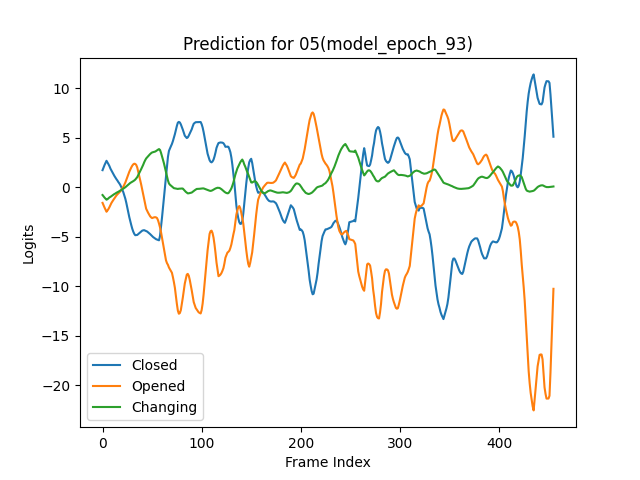 Prediction for 05(model_epoch_93)
Logits
10
5
0
−5
−10
−15
−20
Closed
Opened
Changing
0 100 200 300 400
Frame Index